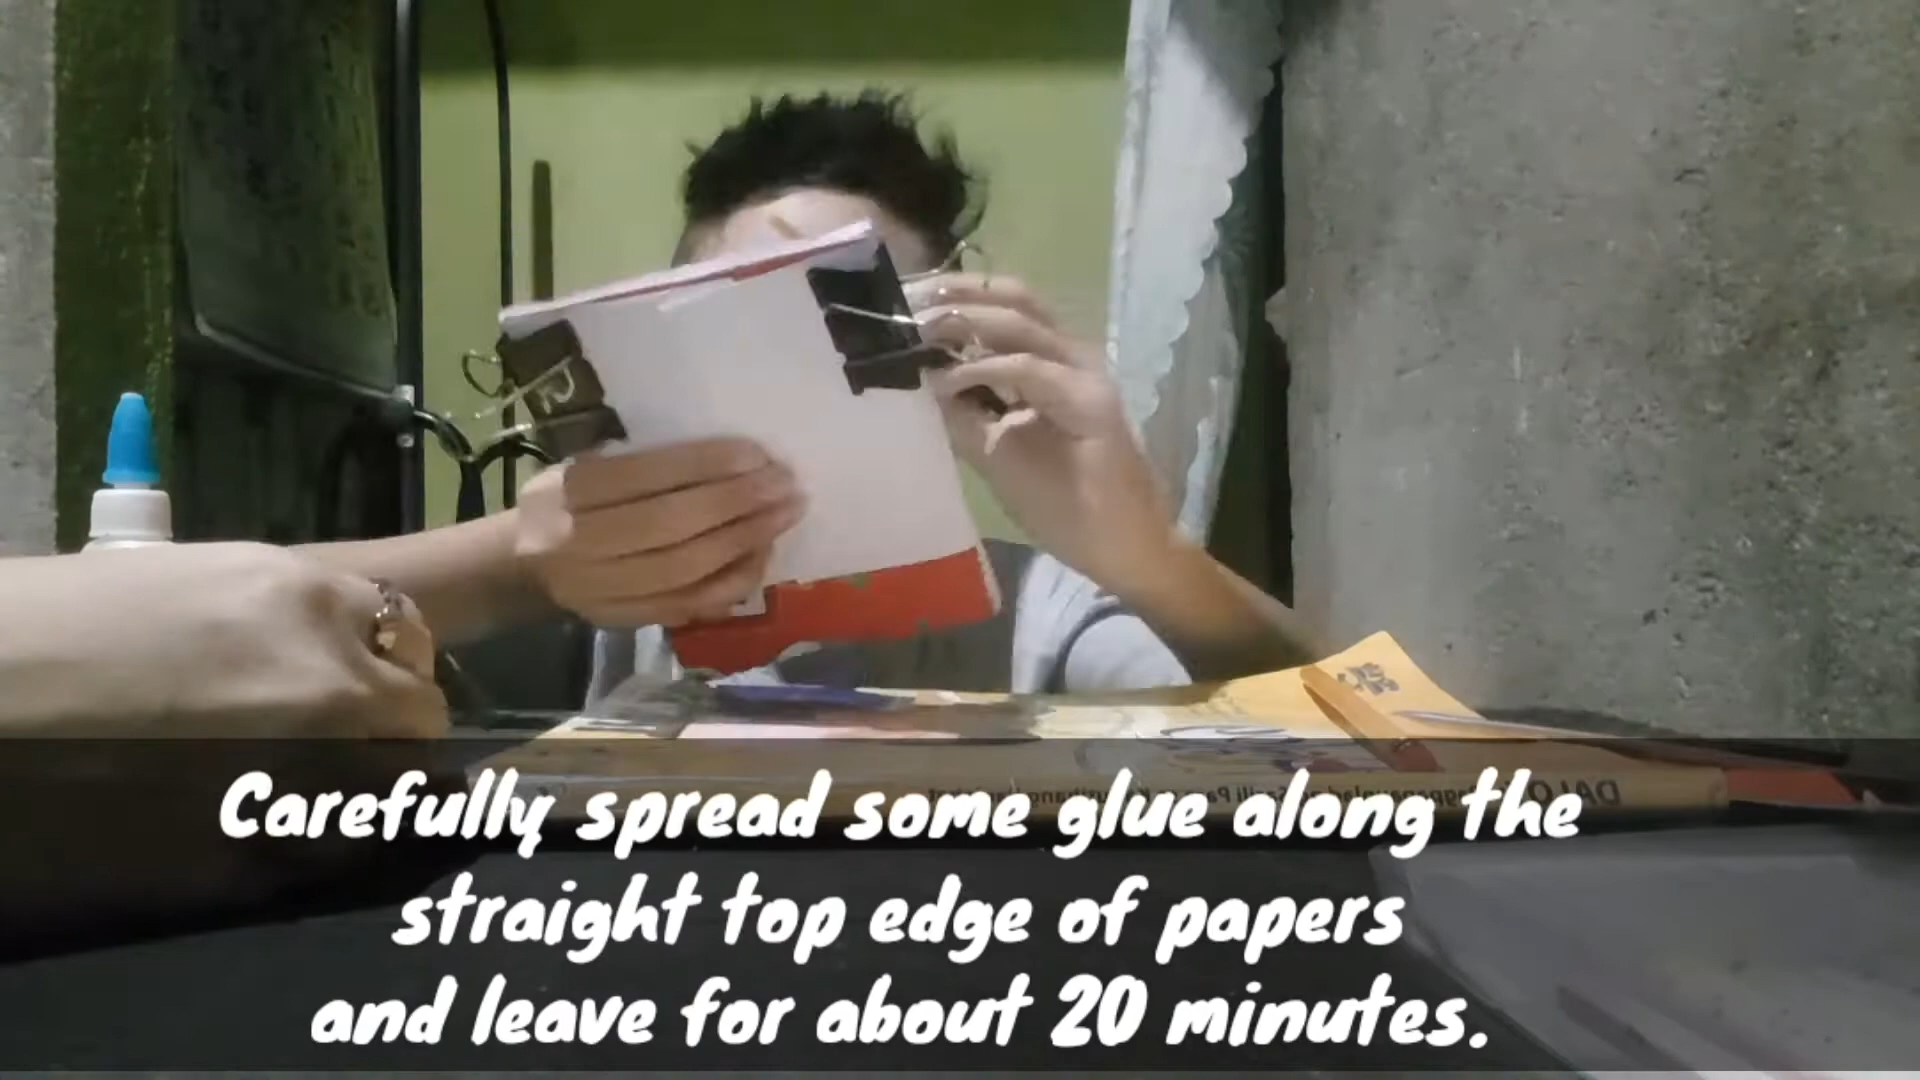 Carefully spread some glue along the
straight top edge of papers
and leave for about 20 minutes.